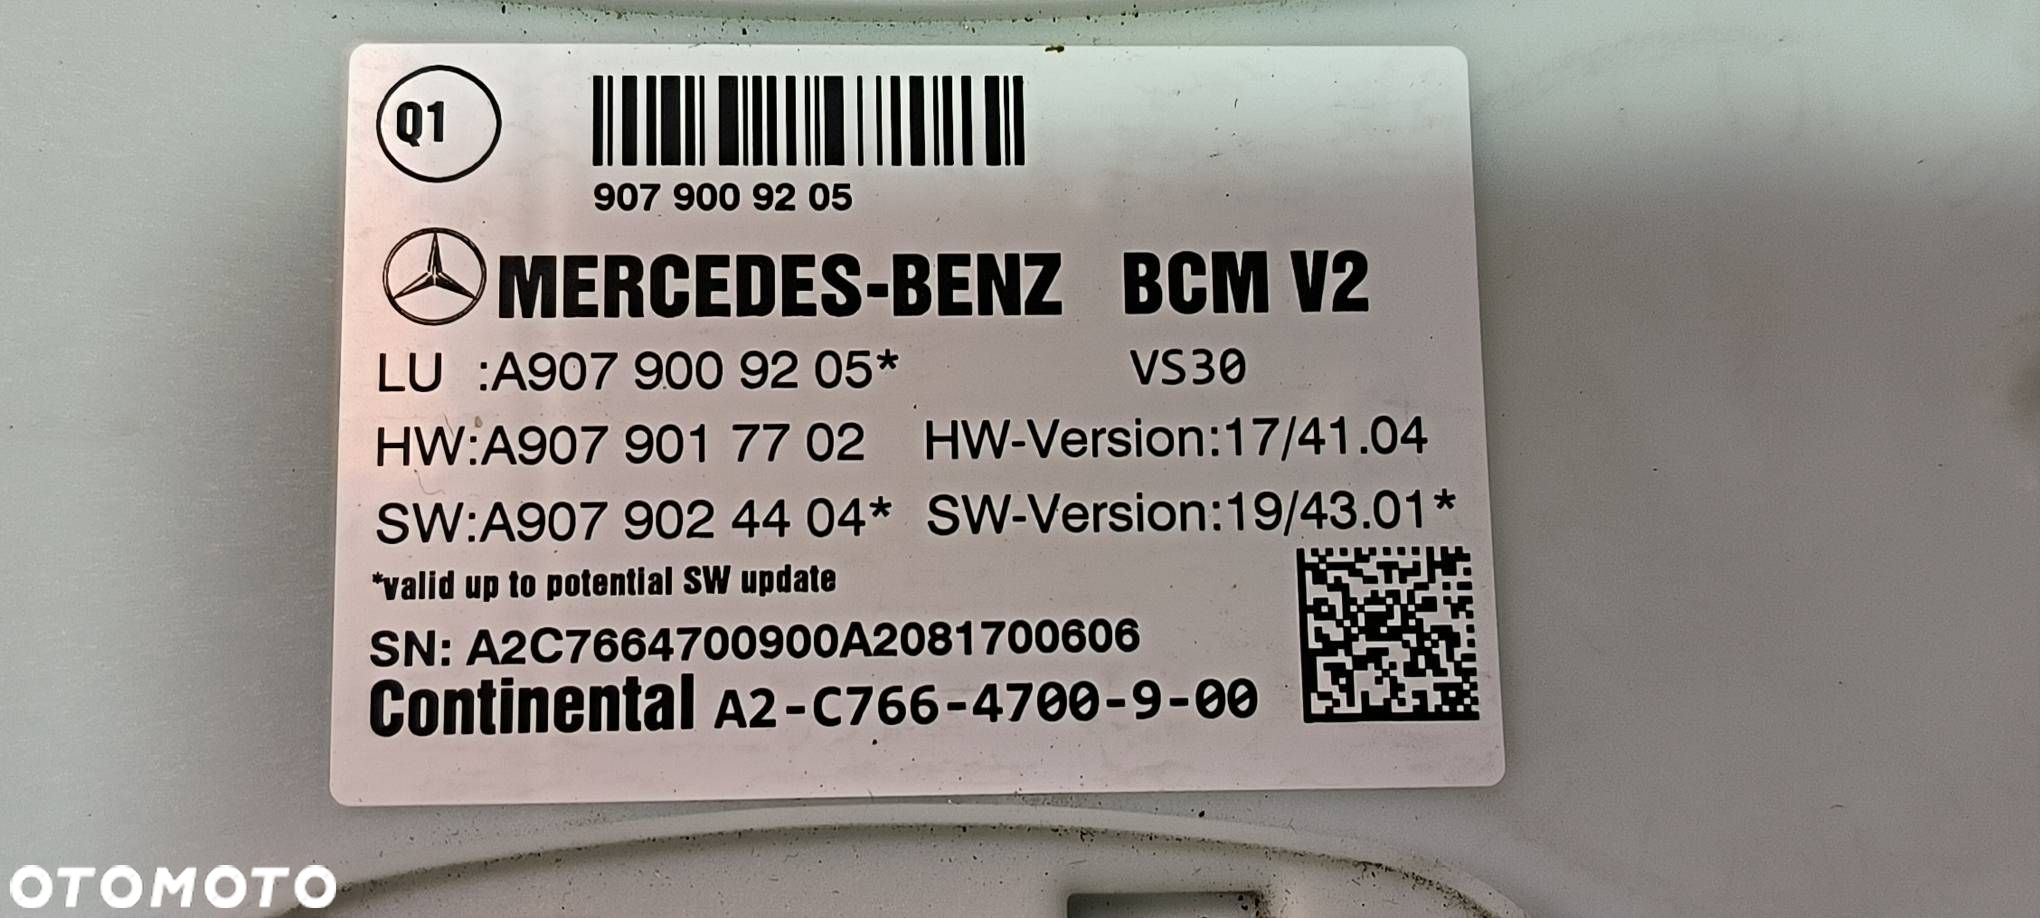 Q1
907 900 92 05
MERCEDES-BENZ BCM V2
LU :A907 900 92 05* VS30
HW:A907 901 77 02 HW-Version:17/41.04
SW:A907 902 44 04* SW-Version:19/43.01*
*valid up to potential SW update
SN: A2C7664700900A2081700606
Continental A2-C766-4700-9-00
OTOMOTO